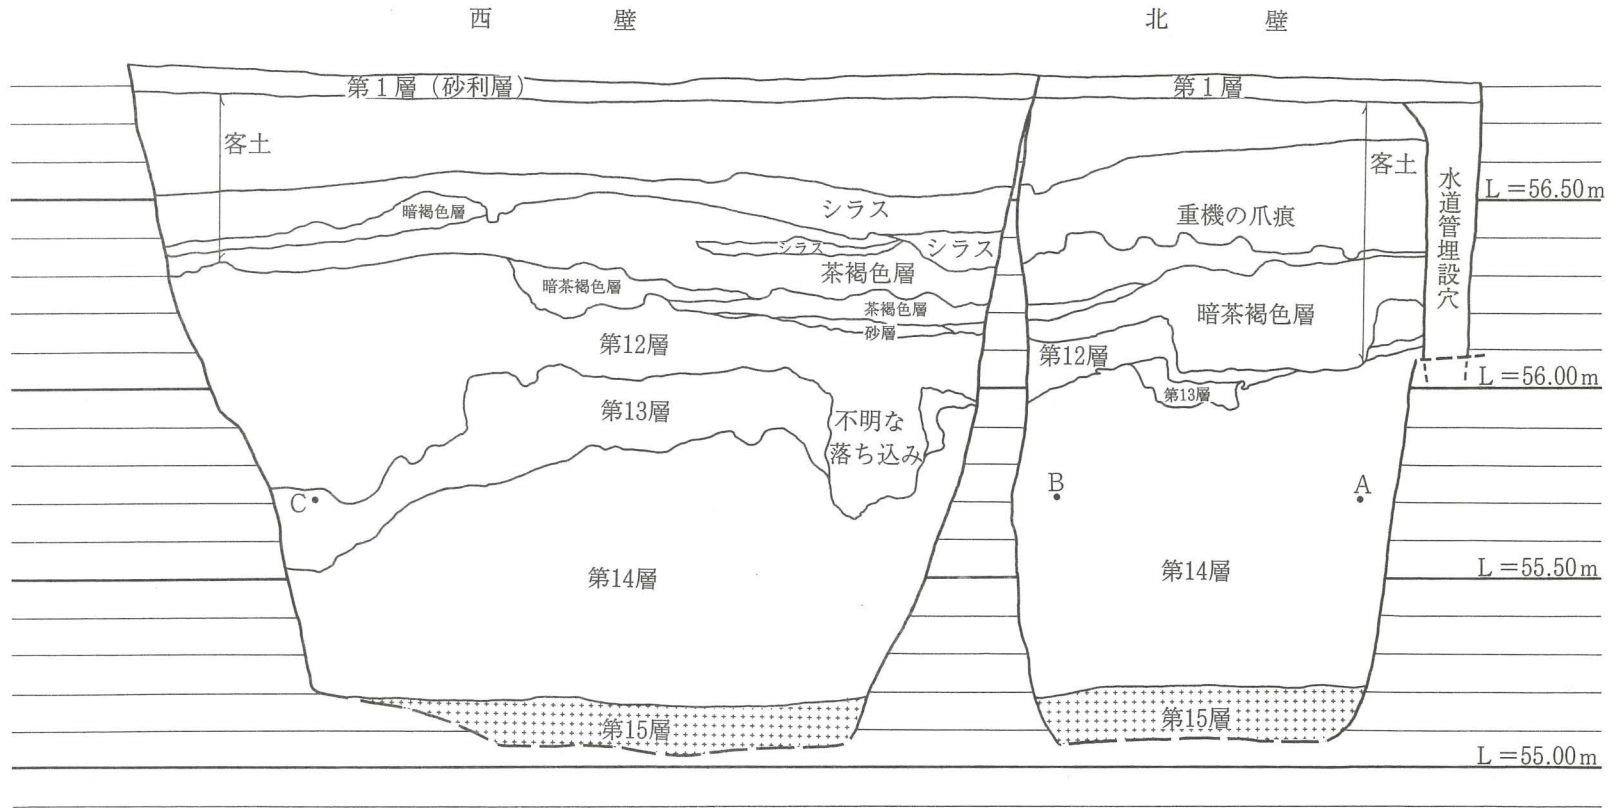 西　壁
北　壁
第１層（砂利層）
第１層
客土
客土
水道管埋設穴
L＝56.50m
暗褐色層
シラス
重機の爪痕
シラス
シラス
茶褐色層
暗茶褐色層
茶褐色層
暗茶褐色層
砂層
第12層
第12層
L＝56.00m
第13層
第13層
不明な
落ち込み
C
B
A
第14層
第14層
L＝55.50m
第15層
第15層
L＝55.00m